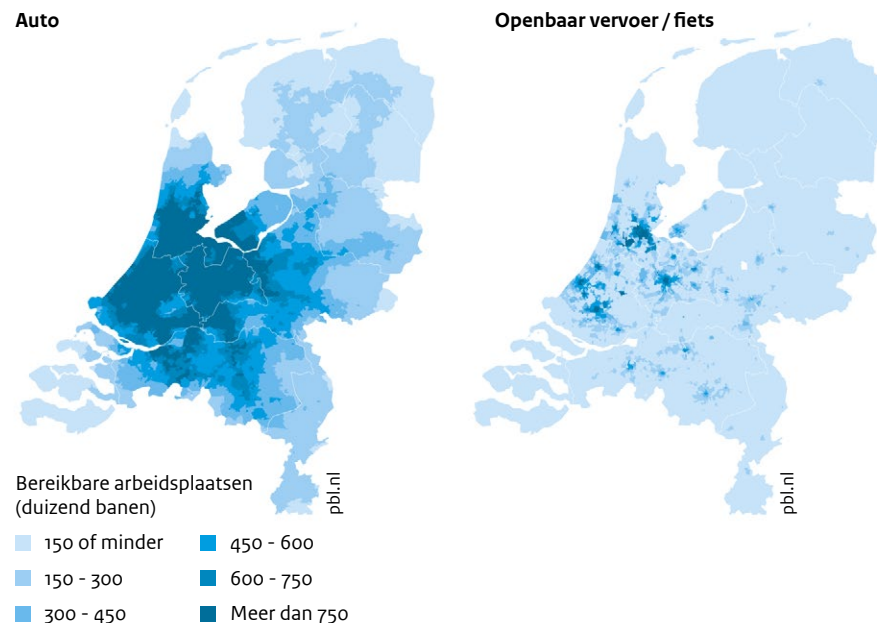 Auto
Openbaar vervoer / fiets
Bereikbare arbeidsplaatsen
(duizend banen)
150 of minder
150 - 300
300 - 450
450 - 600
600 - 750
Meer dan 750
pbl.nl
pbl.nl